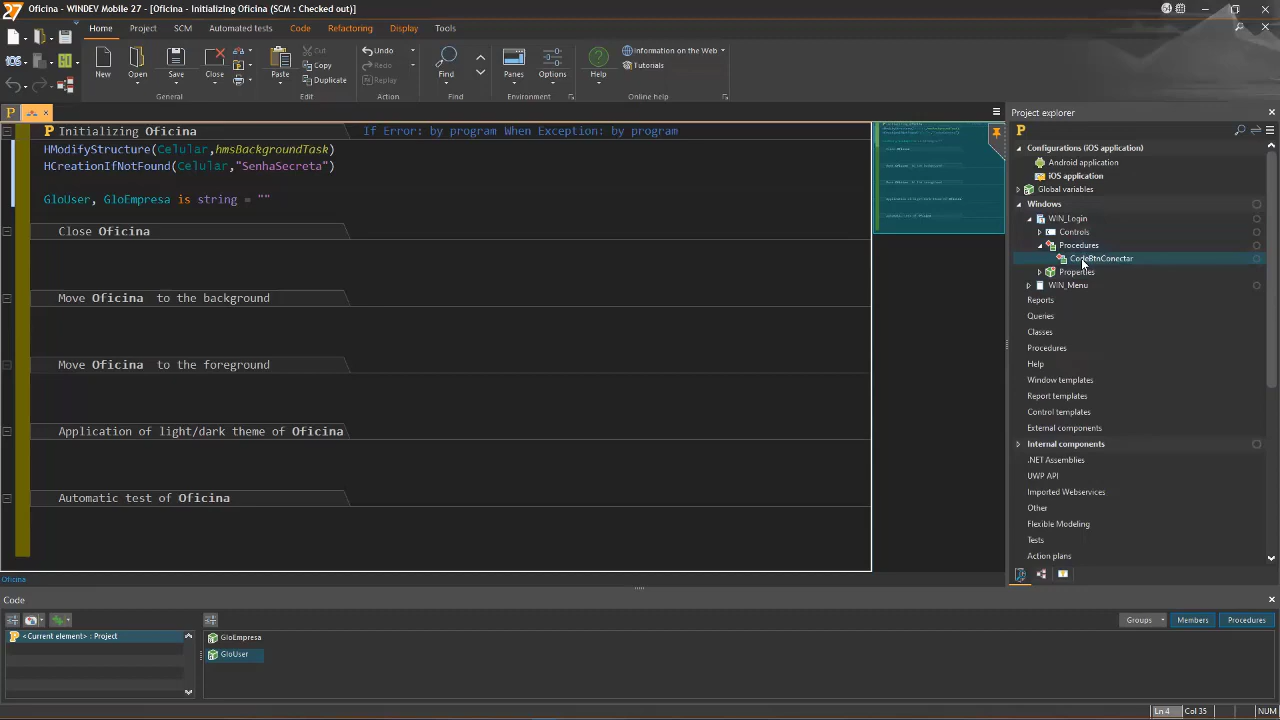 27 Oficina - WINDEV Mobile 27 - [Oficina - Initializing Oficina (SCM : Checked out)]
Home Project SCM Automated tests Code Refactoring Display Tools
New Open Save Close Paste Cut Copy Duplicate Undo Redo Replay Find Panes Options Help Information on the Web Tutorials
General Edit Action Find Environment Online help
Initializing Oficina If Error: by program When Exception: by program
HModifyStructure(Celular,hmsBackgroundTask)
HCreationIfNotFound(Celular,"SenhaSecreta")
GloUser, GloEmpresa is string = ""
Close Oficina
Move Oficina to the background
Move Oficina to the foreground
Application of light/dark theme of Oficina
Automatic test of Oficina
Oficina
Project explorer
Configurations (iOS application)
Android application
iOS application
Global variables
Windows
WIN_Login
Controls
Procedures
CodeBtnConectar
Properties
WIN_Menu
Reports
Queries
Classes
Procedures
Help
Window templates
Report templates
Control templates
External components
Internal components
.NET Assemblies
UWP API
Imported Webservices
Other
Flexible Modeling
Tests
Action plans
Code
Groups Members Procedures
<Current element> : Project
GloEmpresa
GloUser
Ln 4 Col 35 NUM